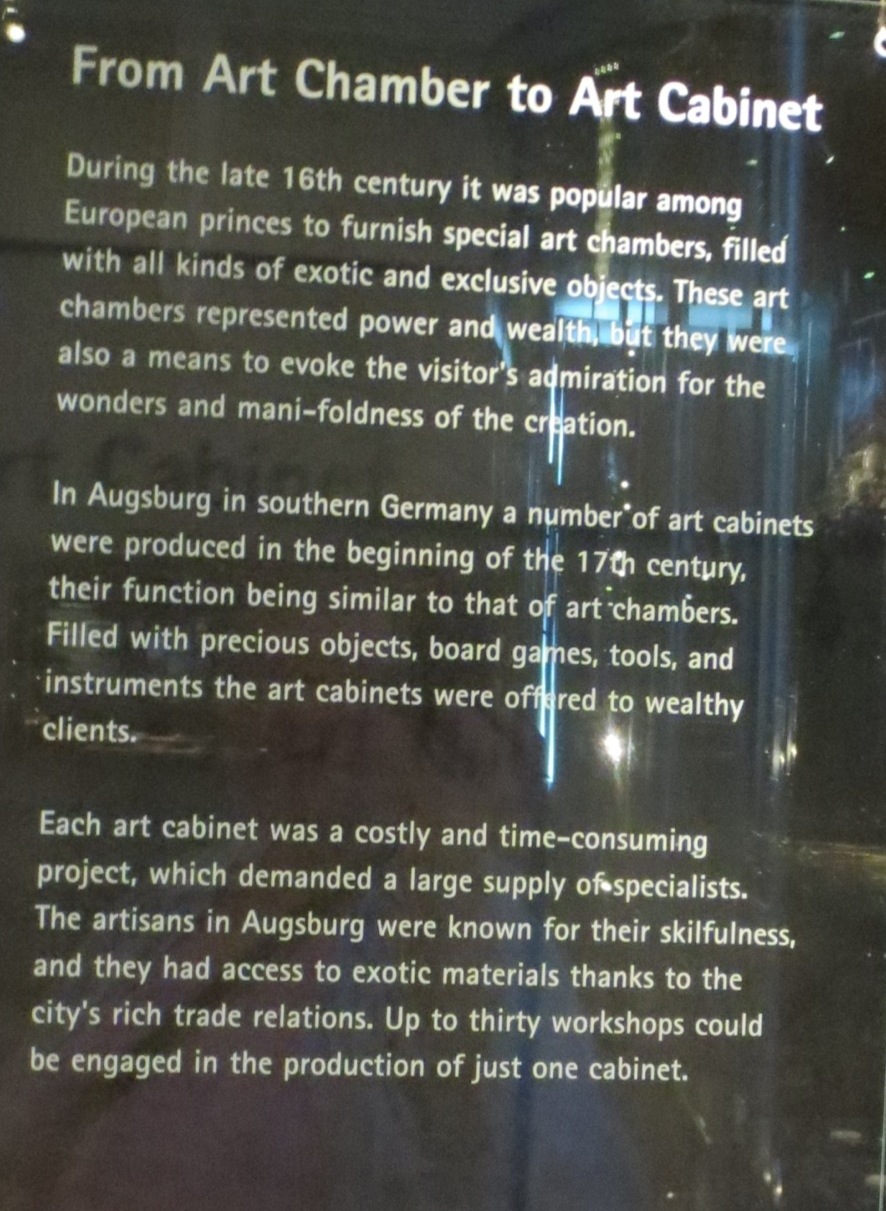 From Art Chamber to Art Cabinet
During the late 16th century it was popular among
European princes to furnish special art chambers, filled
with all kinds of exotic and exclusive objects. These art
chambers represented power and wealth, but they were
also a means to evoke the visitor's admiration for the
wonders and mani-foldness of the creation.
In Augsburg in southern Germany a number of art cabinets
were produced in the beginning of the 17th century,
their function being similar to that of art chambers.
Filled with precious objects, board games, tools, and
instruments the art cabinets were offered to wealthy
clients.
Each art cabinet was a costly and time-consuming
project, which demanded a large supply of specialists.
The artisans in Augsburg were known for their skilfulness,
and they had access to exotic materials thanks to the
city's rich trade relations. Up to thirty workshops could
be engaged in the production of just one cabinet.